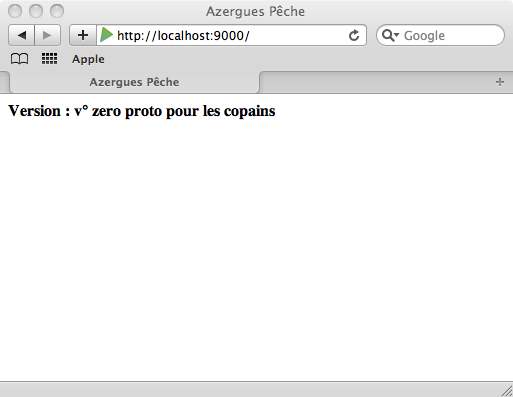 Azergues Pêche
http://localhost:9000/
Google
Apple
Azergues Pêche
Version : v° zero proto pour les copains